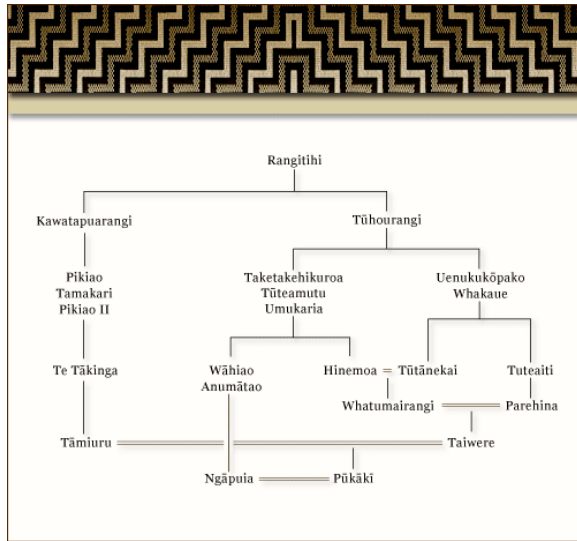 Rangitihi
Kawatapuarangi Tūhourangi
Pikiao Taketakehikuroa Uenukukōpako
Tamakari Tūteamutu Whakaue
Pikiao II Umukaria
Te Tākinga Wāhiao Hinemoa = Tūtānekai Tuteaiti
Anumātao
Whatumairangi Parehina
Tāmiuru Taiwere
Ngāpuia Pūkākī